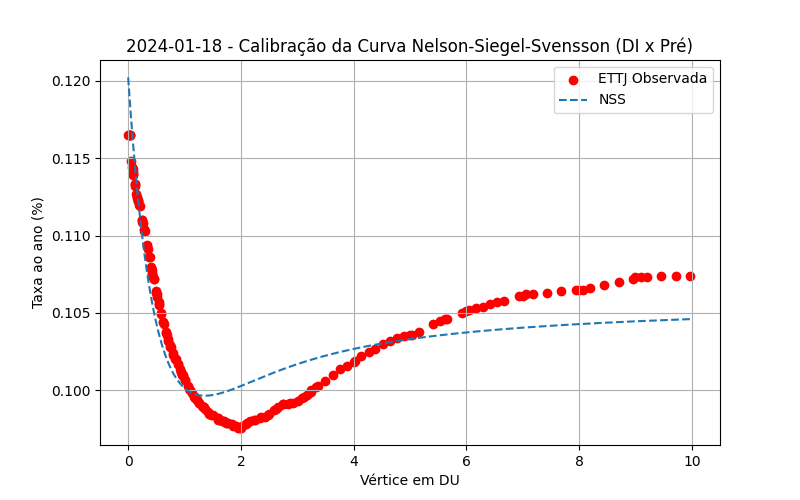 2024-01-18 - Calibração da Curva Nelson-Siegel-Svensson (DI x Pré)
ETTJ Observada
NSS
Taxa ao ano (%)
0.120
0.115
0.110
0.105
0.100
0 2 4 6 8 10
Vértice em DU